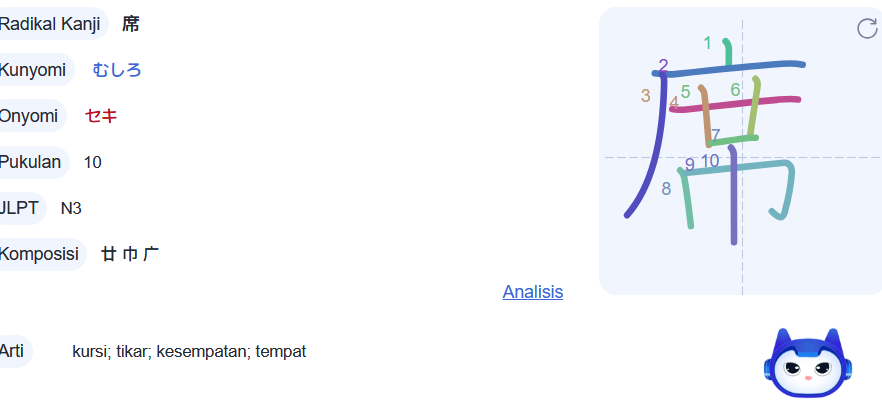 Radikal Kanji 席
Kunyomi むしろ
Onyomi セキ
Pukulan 10
JLPT N3
Komposisi 廿 巾 广
Analisis
Arti kursi; tikar; kesempatan; tempat
1
2
3
4
5
6
7
8
9
10
席